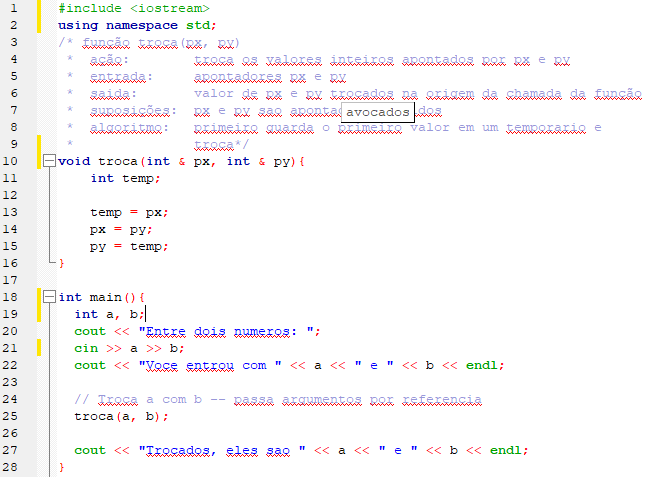 1 #include <iostream>
2 using namespace std;
3 /* função troca(px, py)
4 * ação: troca os valores inteiros apontados por px e py
5 * entrada: apontadores px e py
6 * saida: valor de px e py trocados na origem da chamada da função
7 * suposições: px e py sao apontad dos
avocados
8 * algoritmo: primeiro guarda o primeiro valor em um temporario e
9 * troca*/
10 void troca(int & px, int & py){
11 int temp;
12
13 temp = px;
14 px = py;
15 py = temp;
16 }
17
18 int main(){
19 int a, b;
20 cout << "Entre dois numeros: ";
21 cin >> a >> b;
22 cout << "Voce entrou com " << a << " e " << b << endl;
23
24 // Troca a com b -- passa argumentos por referencia
25 troca(a, b);
26
27 cout << "Trocados, eles sao " << a << " e " << b << endl;
28 }